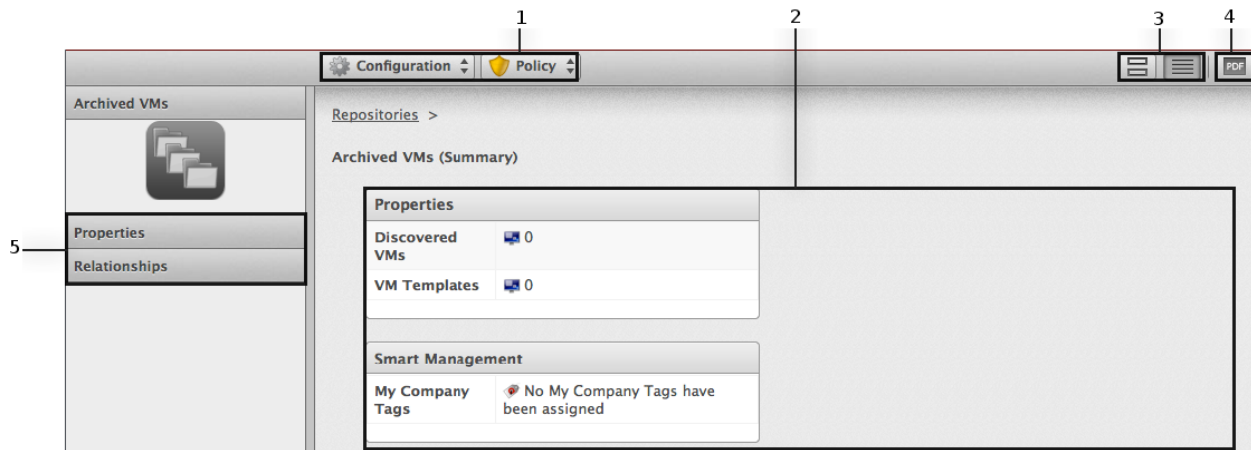 1
2
3
4
Configuration
Policy
PDF
Archived VMs
Repositories >
Archived VMs (Summary)
5
Properties
Relationships
Properties
Discovered VMs
0
VM Templates
0
Smart Management
My Company Tags
No My Company Tags have
been assigned